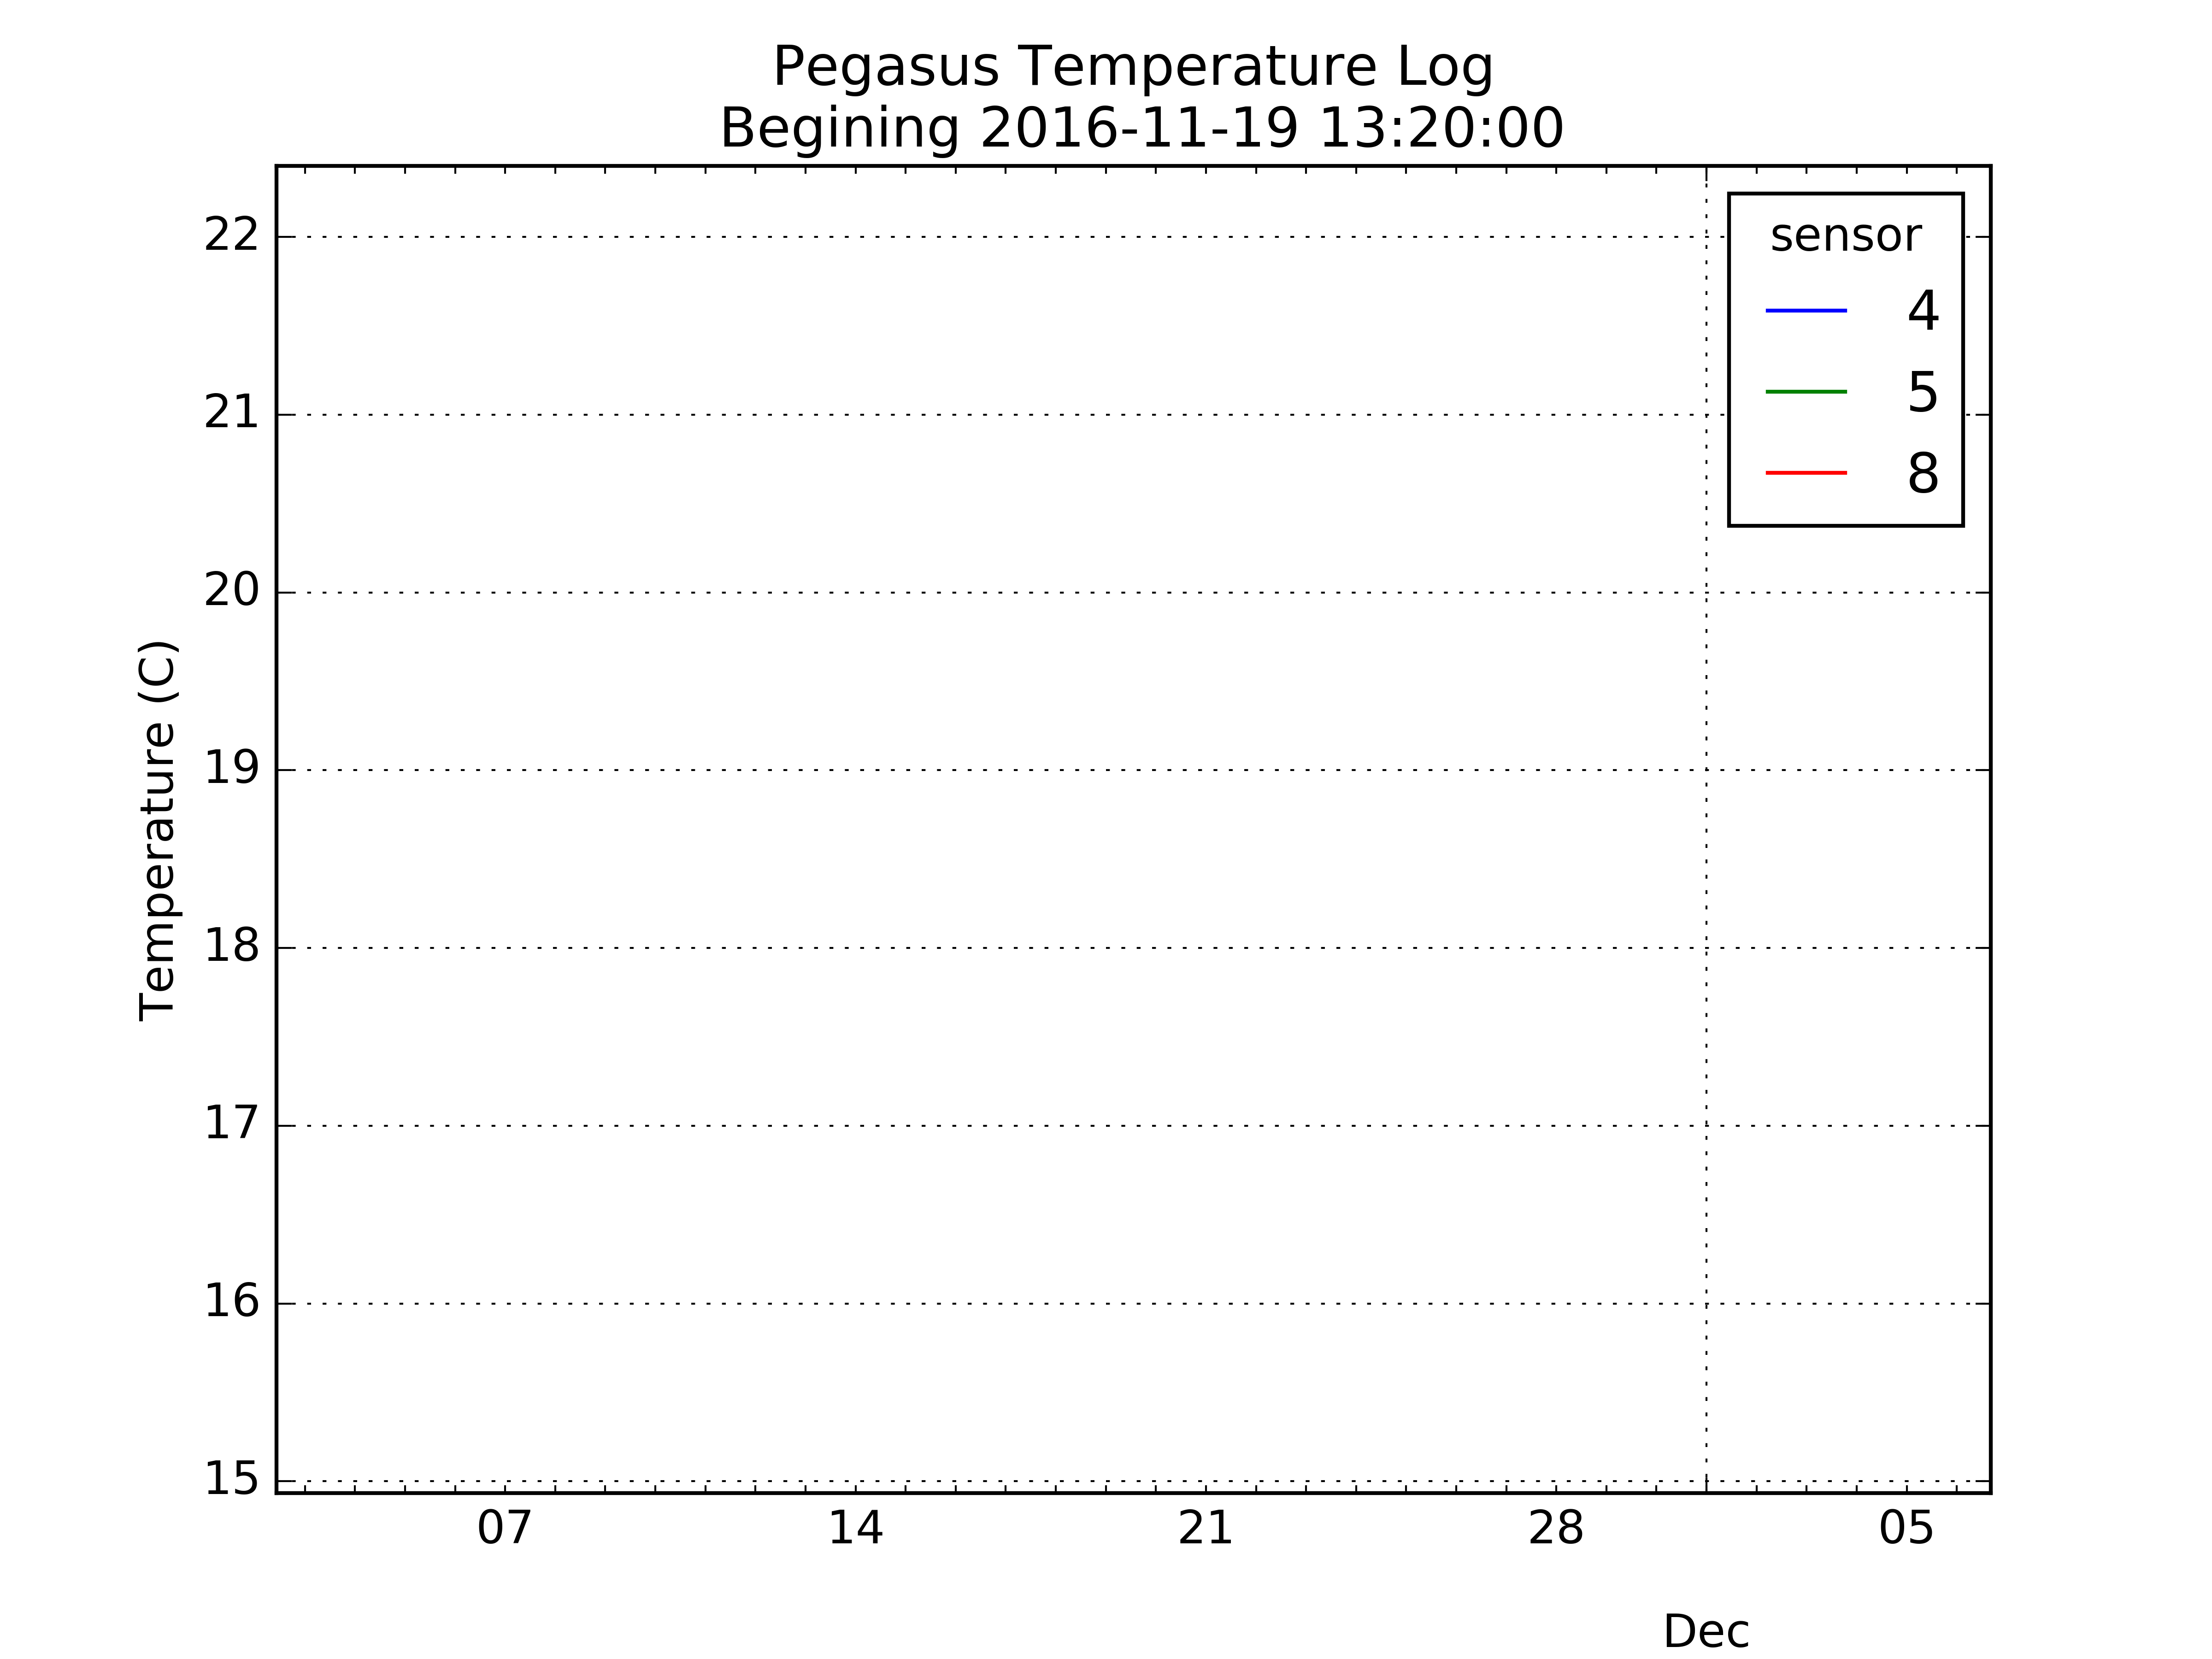 Pegasus Temperature Log
Begining 2016-11-19 13:20:00
sensor
4
5
8
Temperature (C)
22
21
20
19
18
17
16
15
07 14 21 28 05
Dec